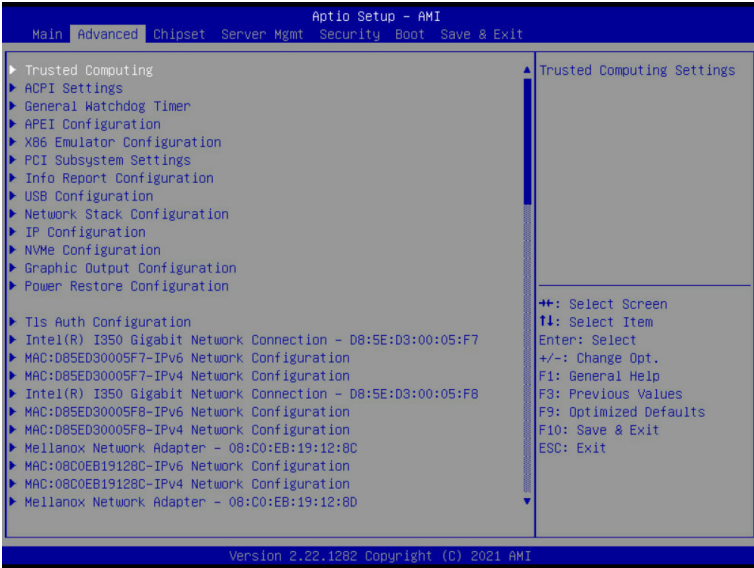 Aptio Setup – AMI
Main Advanced Chipset Server Mgmt Security Boot Save & Exit
Trusted Computing
ACPI Settings
General Watchdog Timer
APEI Configuration
X86 Emulator Configuration
PCI Subsystem Settings
Info Report Configuration
USB Configuration
Network Stack Configuration
IP Configuration
NVMe Configuration
Graphic Output Configuration
Power Restore Configuration
Tls Auth Configuration
Intel(R) I350 Gigabit Network Connection – D8:5E:D3:00:05:F7
MAC:D85ED30005F7-IPv6 Network Configuration
MAC:D85ED30005F7-IPv4 Network Configuration
Intel(R) I350 Gigabit Network Connection – D8:5E:D3:00:05:F8
MAC:D85ED30005F8-IPv6 Network Configuration
MAC:D85ED30005F8-IPv4 Network Configuration
Mellanox Network Adapter – 08:C0:EB:19:12:8C
MAC:08C0EB19128C-IPv6 Network Configuration
MAC:08C0EB19128C-IPv4 Network Configuration
Mellanox Network Adapter – 08:C0:EB:19:12:8D
Trusted Computing Settings
→←: Select Screen
↑↓: Select Item
Enter: Select
+/-: Change Opt.
F1: General Help
F3: Previous Values
F9: Optimized Defaults
F10: Save & Exit
ESC: Exit
Version 2.22.1282 Copyright (C) 2021 AMI